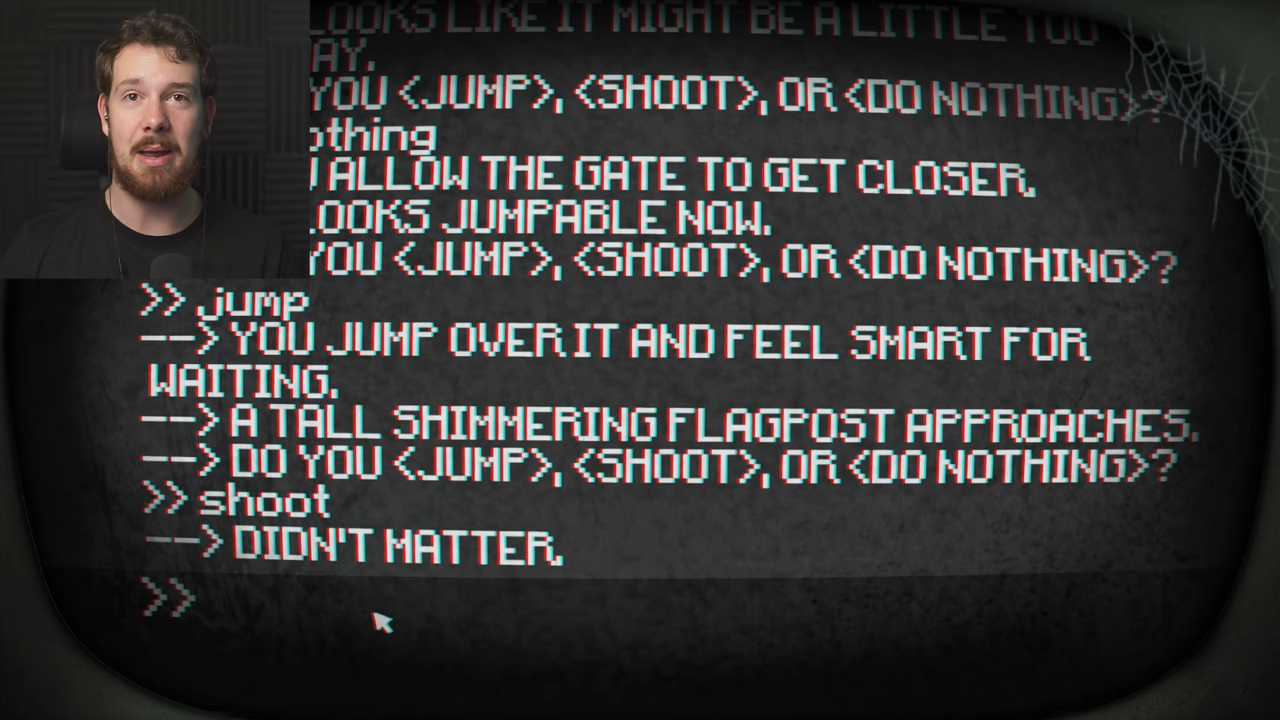 LOOKS LIKE IT MIGHT BE A LITTLE TOO
AY.
YOU <JUMP>, <SHOOT>, OR <DO NOTHING>?
othing
ALLOW THE GATE TO GET CLOSER.
LOOKS JUMPABLE NOW.
YOU <JUMP>, <SHOOT>, OR <DO NOTHING>?
>> jump
--> YOU JUMP OVER IT AND FEEL SMART FOR
WAITING.
--> A TALL SHIMMERING FLAGPOST APPROACHES.
--> DO YOU <JUMP>, <SHOOT>, OR <DO NOTHING>?
>> shoot
--> DIDN'T MATTER.
>>